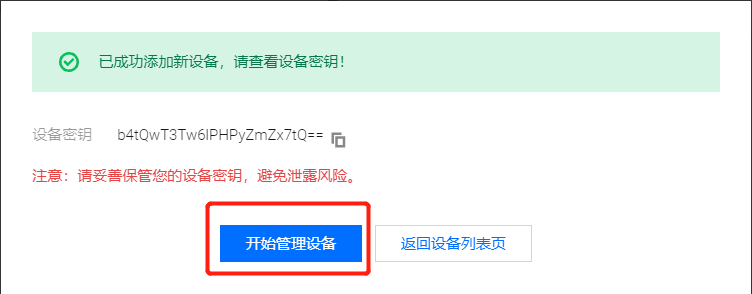 已成功添加新设备，请查看设备密钥！
设备密钥 b4tQwT3Tw6IPHPyZmZx7tQ==
注意：请妥善保管您的设备密钥，避免泄露风险。
开始管理设备 返回设备列表页